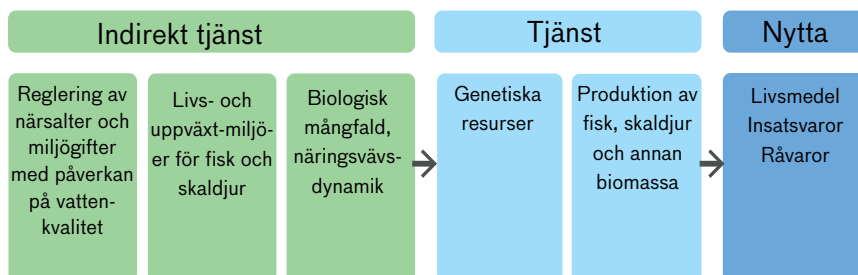 Indirekt tjänst
Tjänst
Nytta
Reglering av
närsalter och
miljögifter
med påverkan
på vatten-
kvalitet
Livs- och
uppväxt-miljö-
er för fisk och
skaldjur
Biologisk
mångfald,
näringsvävs-
dynamik
Genetiska
resurser
Produktion av
fisk, skaldjur
och annan
biomassa
Livsmedel
Insatsvaror
Råvaror